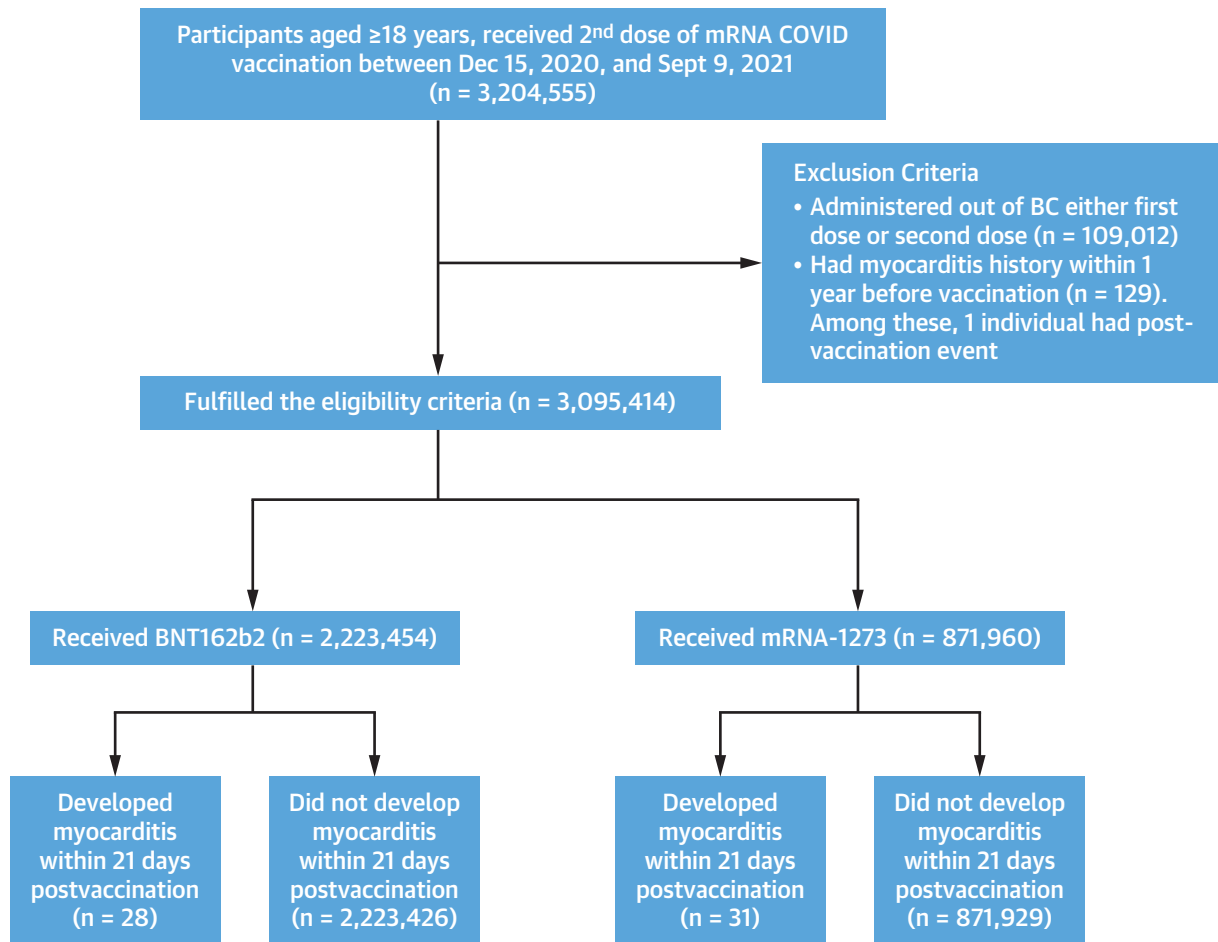 Participants aged ≥18 years, received 2nd dose of mRNA COVID
vaccination between Dec 15, 2020, and Sept 9, 2021
(n = 3,204,555)
Exclusion Criteria
• Administered out of BC either first
dose or second dose (n = 109,012)
• Had myocarditis history within 1
year before vaccination (n = 129).
Among these, 1 individual had post-
vaccination event
Fulfilled the eligibility criteria (n = 3,095,414)
Received BNT162b2 (n = 2,223,454)
Received mRNA-1273 (n = 871,960)
Developed
myocarditis
within 21 days
postvaccination
(n = 28)
Did not develop
myocarditis
within 21 days
postvaccination
(n = 2,223,426)
Developed
myocarditis
within 21 days
postvaccination
(n = 31)
Did not develop
myocarditis
within 21 days
postvaccination
(n = 871,929)